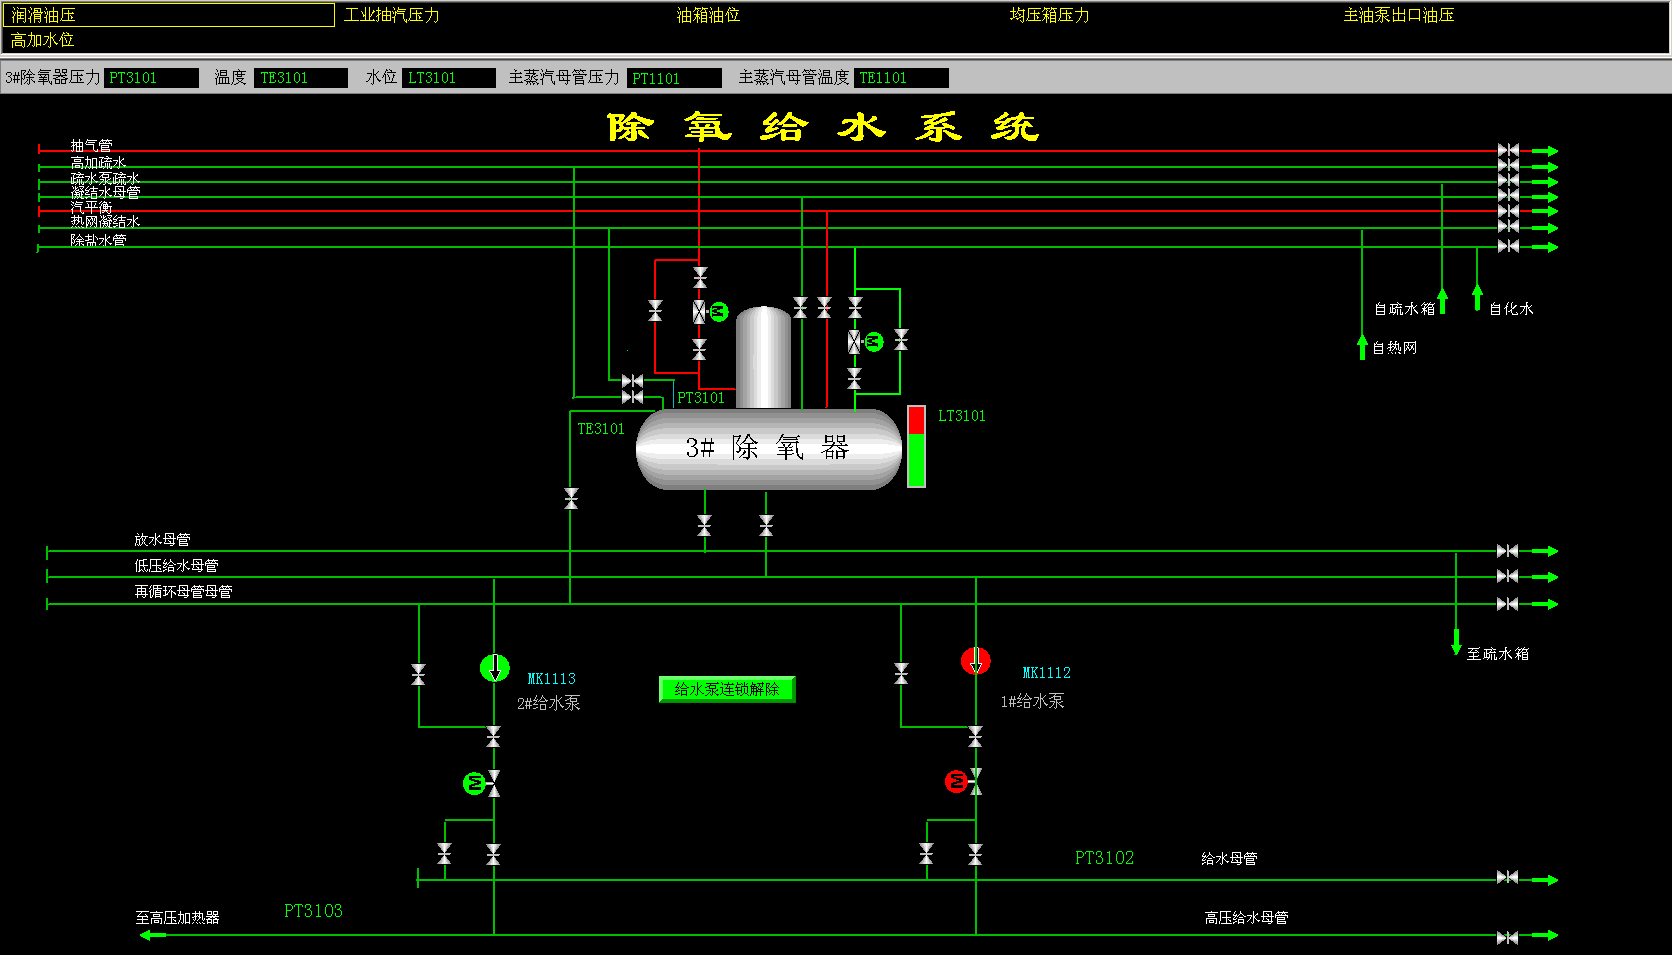 润滑油压 工业抽汽压力 油箱油位 均压箱压力 主油泵出口油压
高加水位
3#除氧器压力 PT3101 温度 TE3101 水位 LT3101 主蒸汽母管压力 PT1101 主蒸汽母管温度 TE1101
除氧给水系统
抽气管
高加疏水
疏水泵疏水
凝结水母管
汽平衡
热网凝结水
除盐水管
M
自疏水箱 自化水
M
自热网
PT3101
LT3101
TE3101
3# 除氧器
放水母管
低压给水母管
再循环母管母管
至疏水箱
MK1113
2#给水泵
给水泵连锁解除
MK1112
1#给水泵
M
M
PT3102 给水母管
PT3103
至高压加热器
高压给水母管